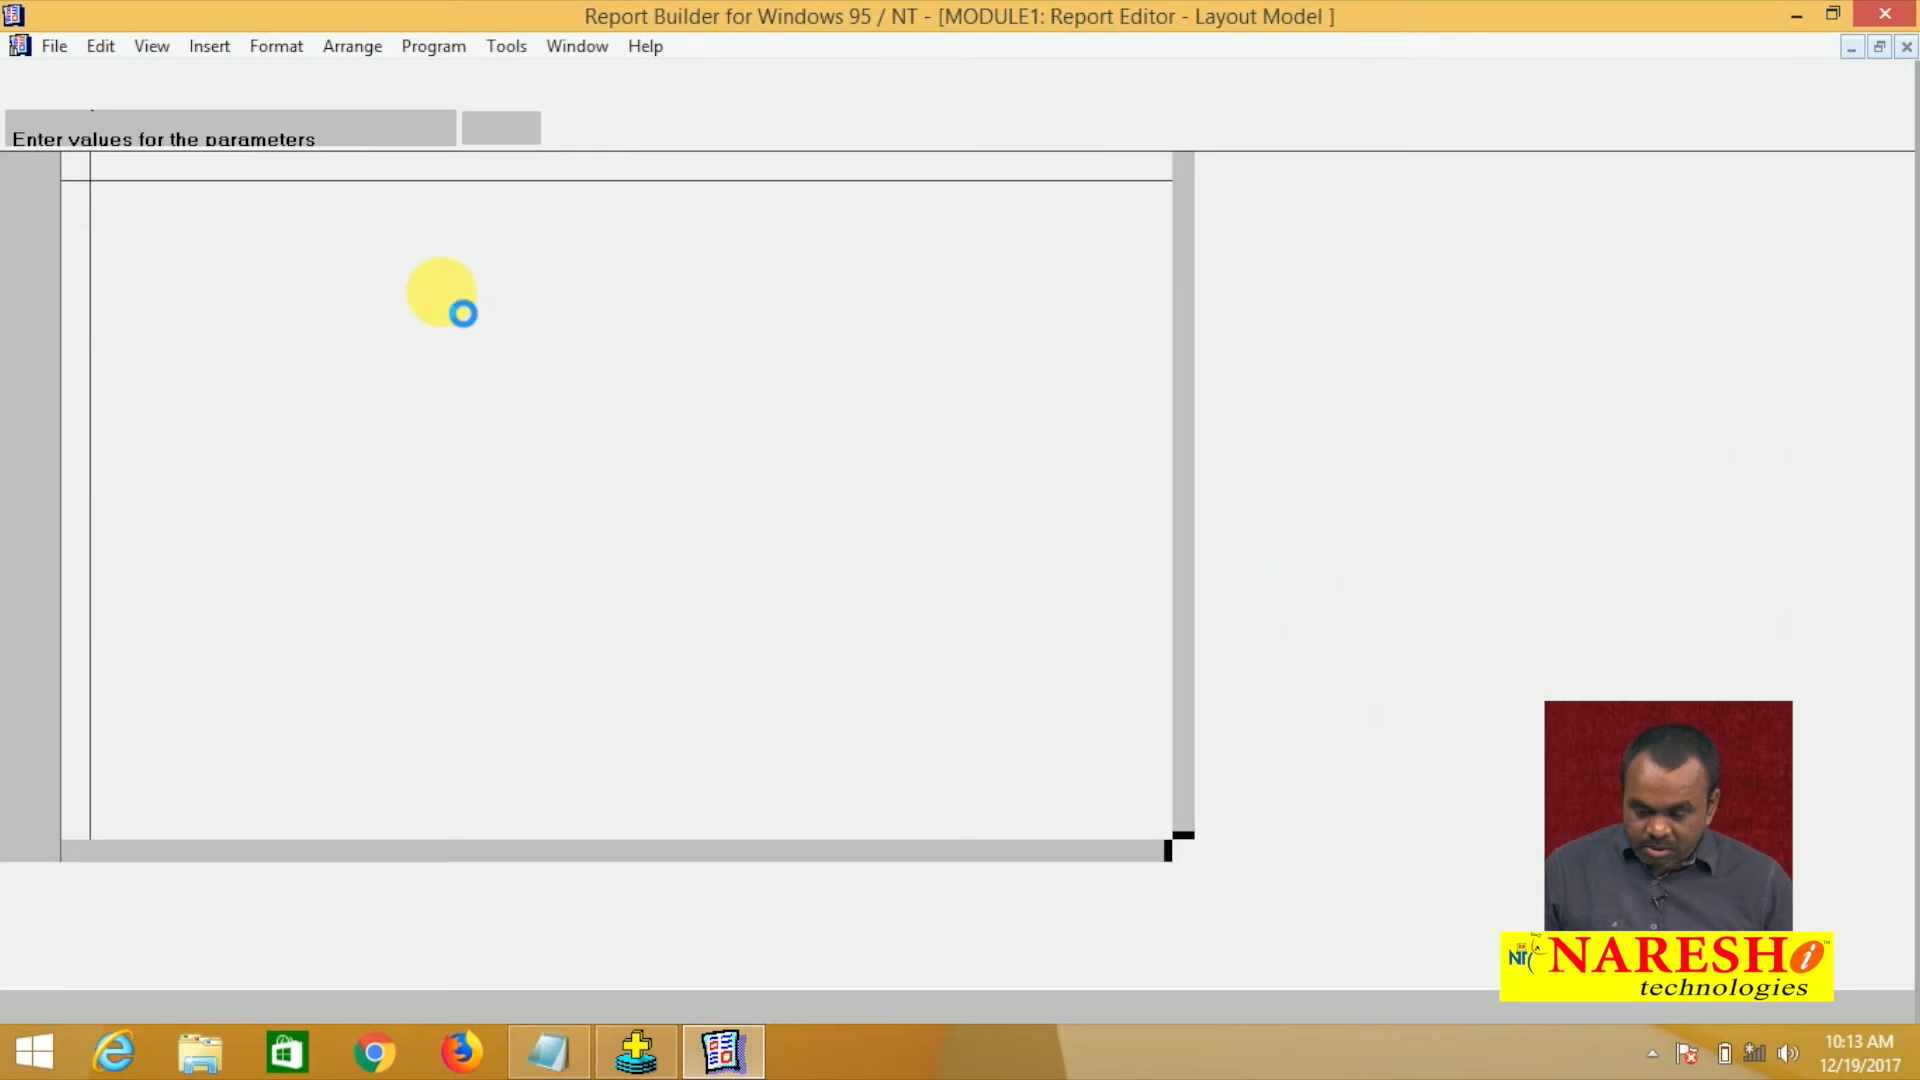 Report Builder for Windows 95 / NT - [MODULE1: Report Editor - Layout Model ]
File Edit View Insert Format Arrange Program Tools Window Help
Enter values for the parameters
NARESH i
technologies
10:13 AM
12/19/2017